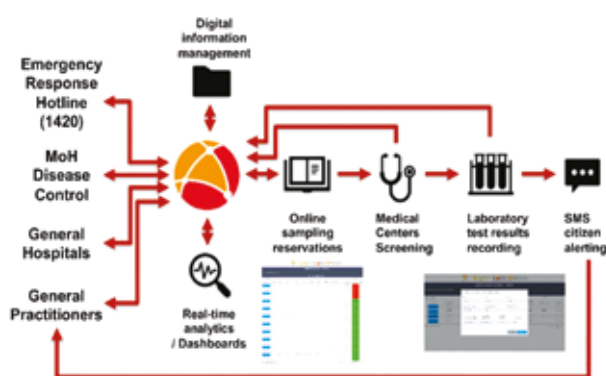 Digital
information
management
Emergency
Response
Hotline
(1420)
MoH
Disease
Control
General
Hospitals
General
Practitioners
Real-time
analytics
/ Dashboards
Online
sampling
reservations
Medical
Centers
Screening
Laboratory
test results
recording
SMS
citizen
alerting